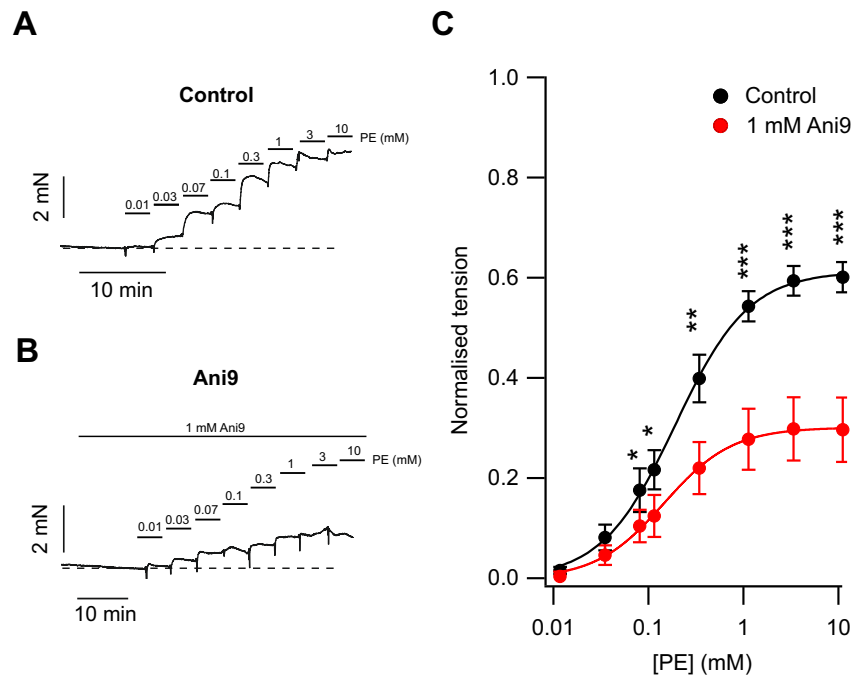 A
Control
0.01
0.03
0.07
0.1
0.3
1
3
10
PE (mM)
2 mN
10 min
B
Ani9
1 mM Ani9
0.01
0.03
0.07
0.1
0.3
1
3
10
PE (mM)
2 mN
10 min
C
Control
1 mM Ani9
Normalised tension
1.0
0.8
0.6
0.4
0.2
0.0
*
*
**
***
***
***
0.01
0.1
1
10
[PE] (mM)